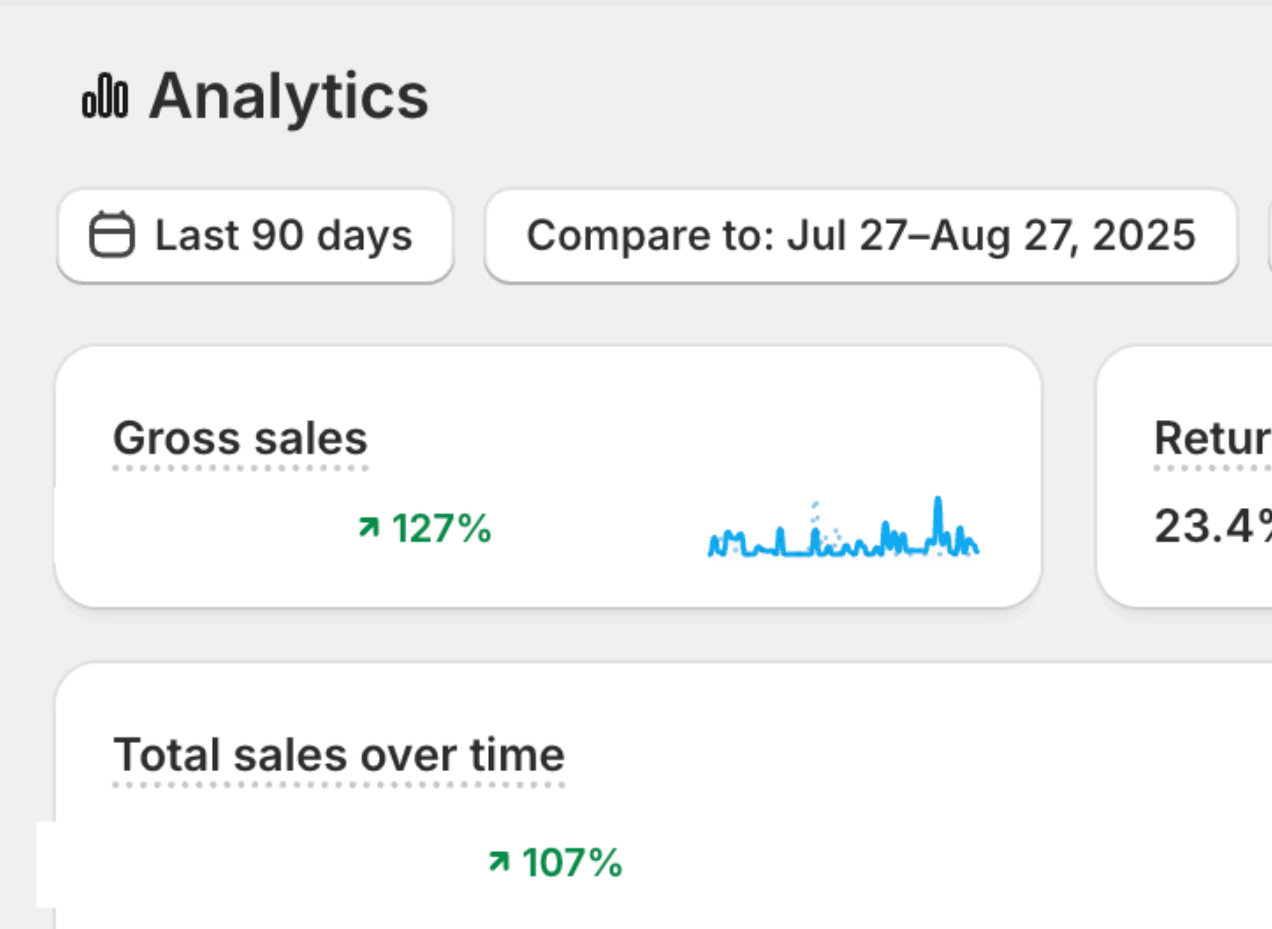 Analytics
Last 90 days
Compare to: Jul 27–Aug 27, 2025
Gross sales
127%
Retur
23.4%
Total sales over time
107%